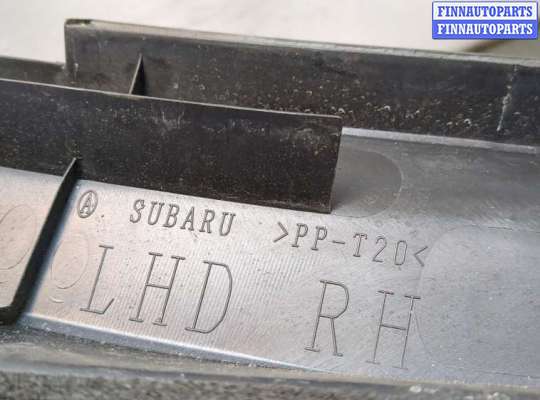 FINNAUTOPARTS
FINNAUTOPARTS
A SUBARU >PP-T20<
LHD RH